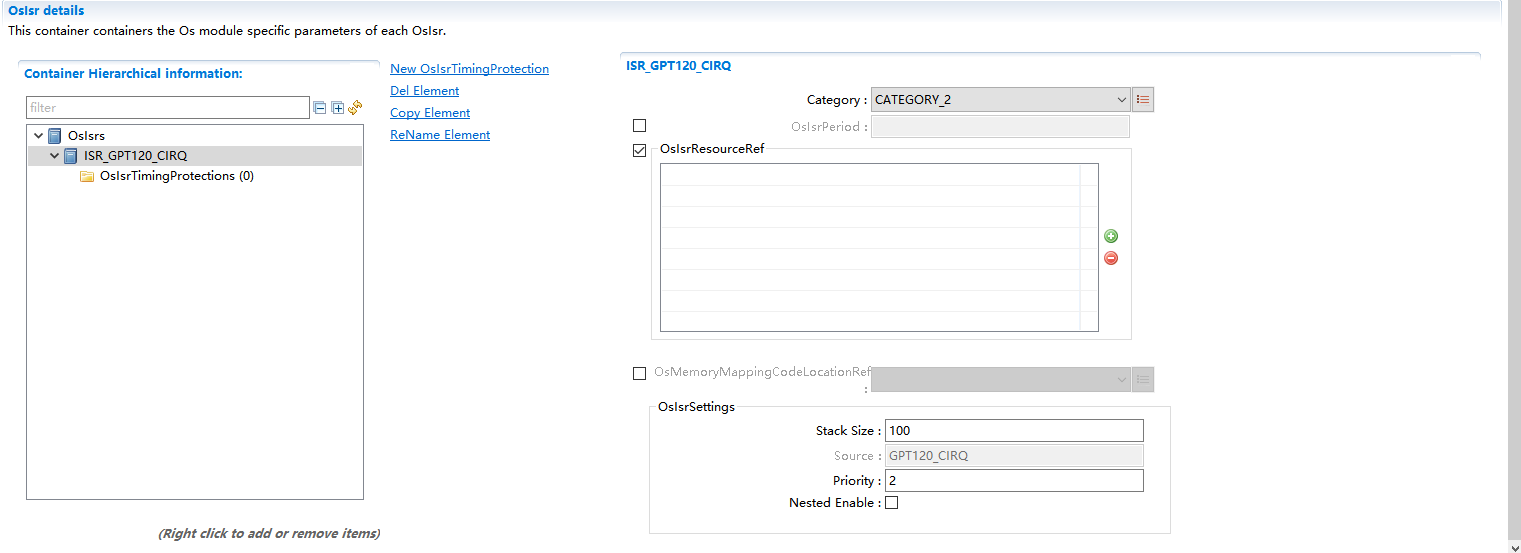 OsIsr details
This container containers the Os module specific parameters of each OsIsr.
Container Hierarchical information:
filter
OsIsrs
ISR_GPT120_CIRQ
OsIsrTimingProtections (0)
(Right click to add or remove items)
New OsIsrTimingProtection
Del Element
Copy Element
ReName Element
ISR_GPT120_CIRQ
Category : CATEGORY_2
OsIsrPeriod :
OsIsrResourceRef
OsMemoryMappingCodeLocationRef
:
OsIsrSettings
Stack Size : 100
Source : GPT120_CIRQ
Priority : 2
Nested Enable :